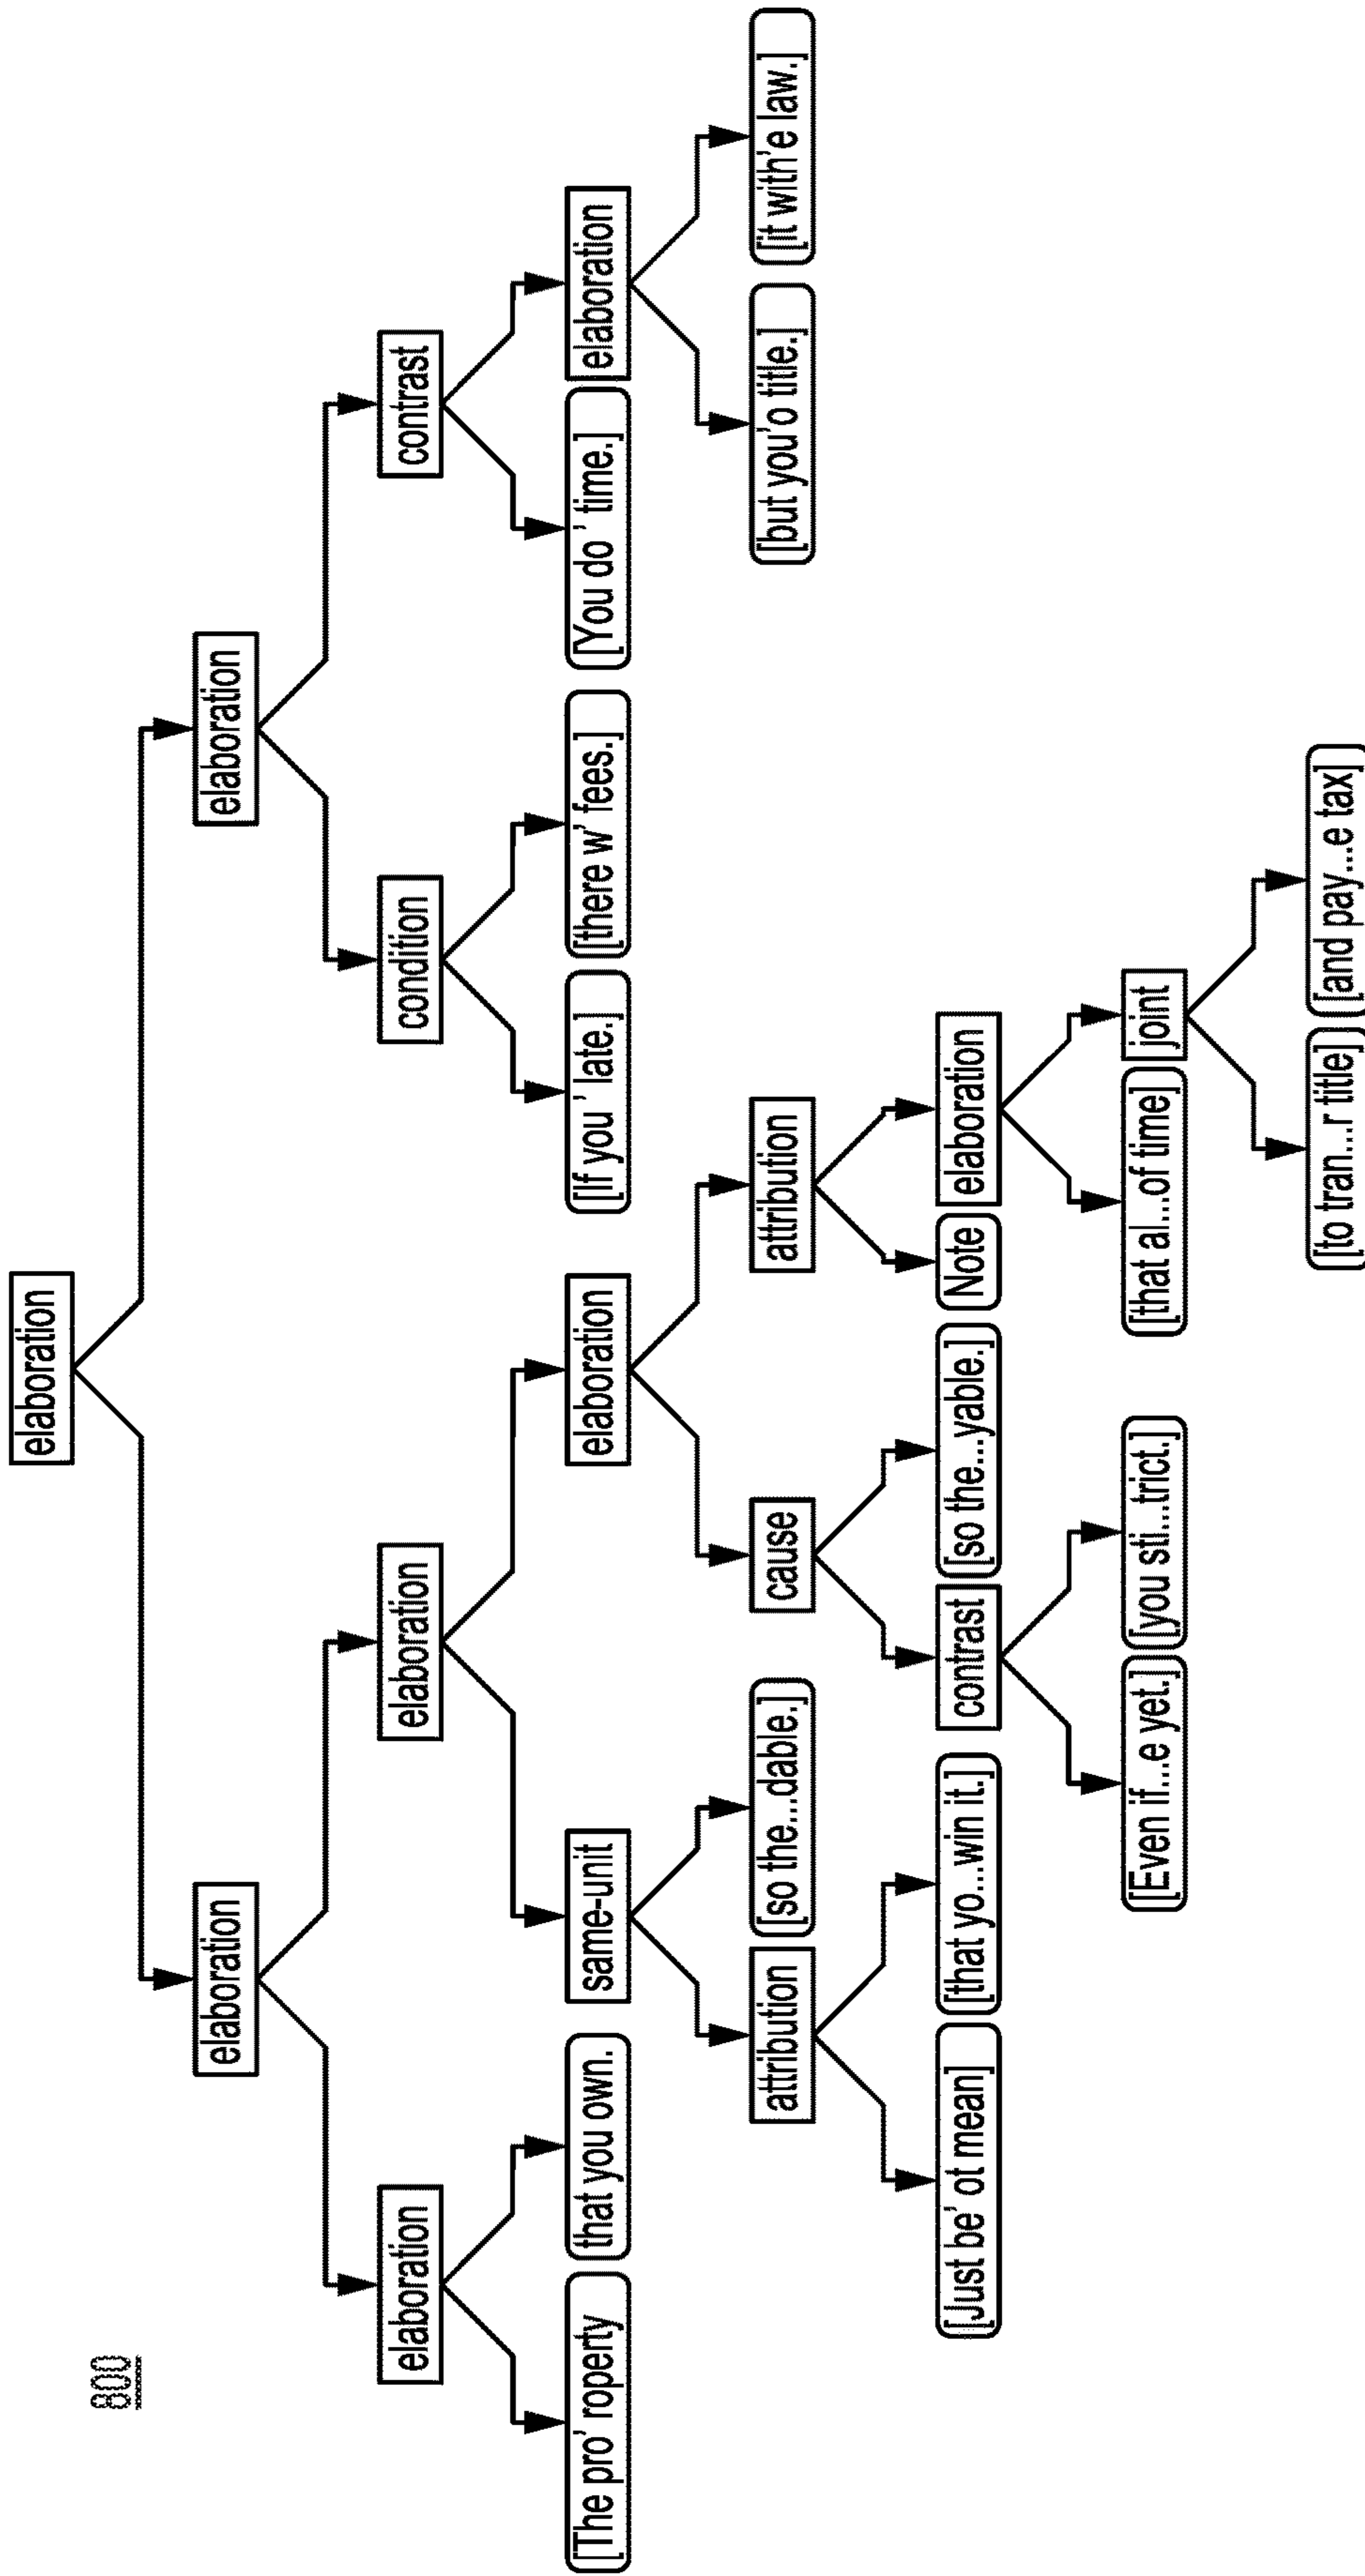 800
elaboration
elaboration
elaboration
elaboration
elaboration
condition
contrast
[The pro' roperty
that you own.
same-unit
elaboration
[If you ' late.]
[there w' fees.]
[You do ' time.]
elaboration
attribution
[so the...dable.]
cause
attribution
[but you'o title.]
[it with'e law.]
[Just be' ot mean]
[that yo...win it.]
contrast
[so the...yable.]
Note
elaboration
[Even if...e yet.]
[you sti...trict.]
[that al...of time]
joint
[to tran...r title]
[and pay...e tax]